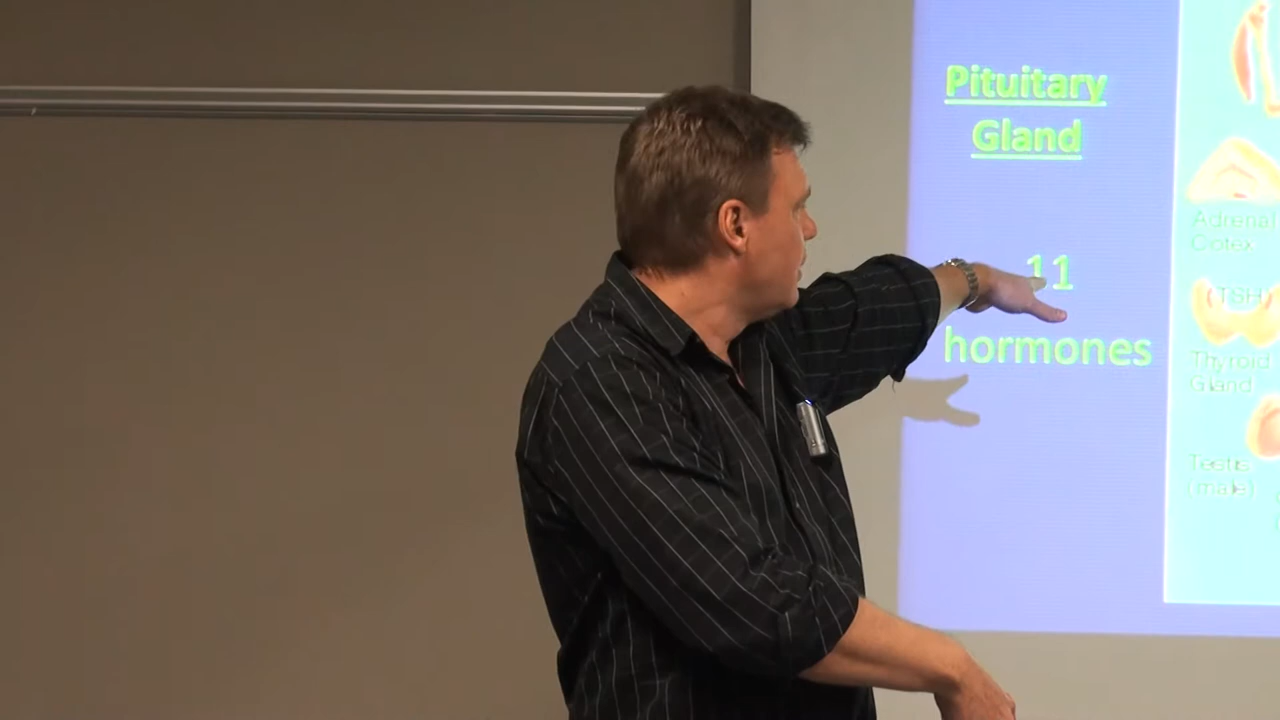 Pituitary
Gland
11
hormones
Adrenal
Cotex
(TSH)
Thyroid
Gland
Testis
(male)